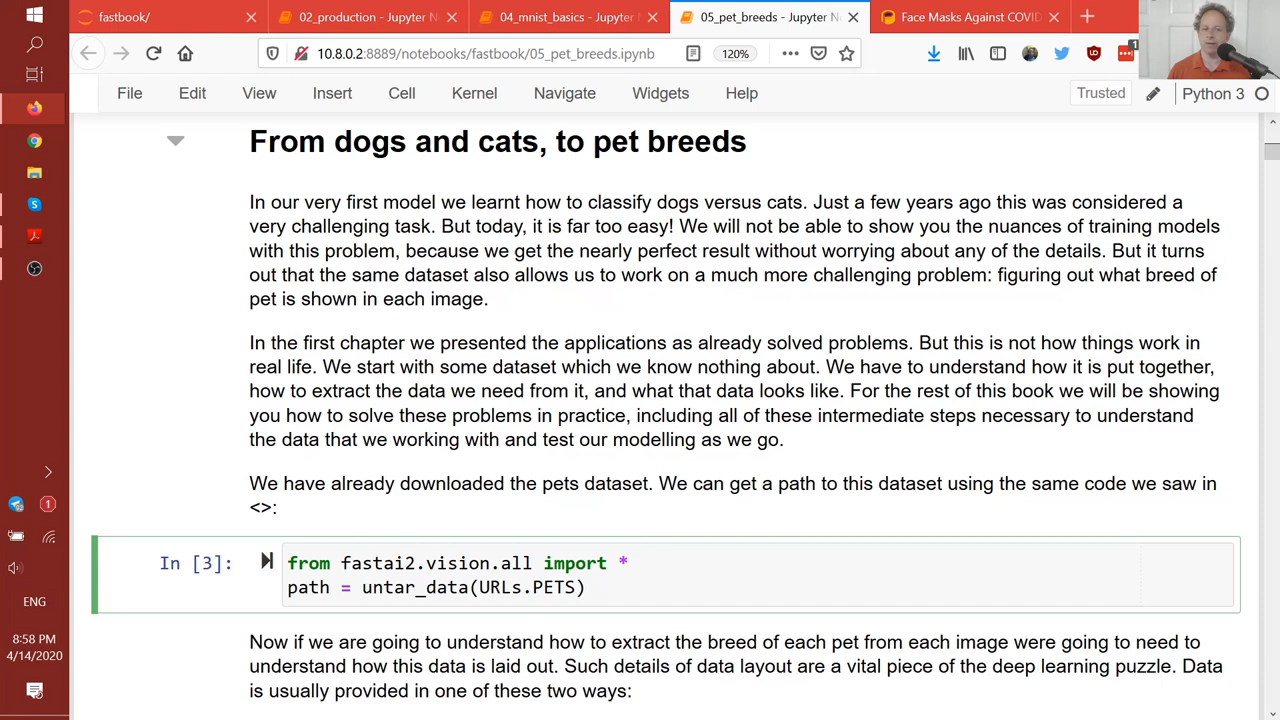 fastbook/
02_production - Jupyter N
04_mnist_basics - Jupyter N
05_pet_breeds - Jupyter N
Face Masks Against COVID
10.8.0.2:8889/notebooks/fastbook/05_pet_breeds.ipynb
120%
1
File
Edit
View
Insert
Cell
Kernel
Navigate
Widgets
Help
Trusted
Python 3
From dogs and cats, to pet breeds
In our very first model we learnt how to classify dogs versus cats. Just a few years ago this was considered a
very challenging task. But today, it is far too easy! We will not be able to show you the nuances of training models
with this problem, because we get the nearly perfect result without worrying about any of the details. But it turns
out that the same dataset also allows us to work on a much more challenging problem: figuring out what breed of
pet is shown in each image.
In the first chapter we presented the applications as already solved problems. But this is not how things work in
real life. We start with some dataset which we know nothing about. We have to understand how it is put together,
how to extract the data we need from it, and what that data looks like. For the rest of this book we will be showing
you how to solve these problems in practice, including all of these intermediate steps necessary to understand
the data that we working with and test our modelling as we go.
We have already downloaded the pets dataset. We can get a path to this dataset using the same code we saw in
<>:
In [3]:
from fastai2.vision.all import *
path = untar_data(URLs.PETS)
Now if we are going to understand how to extract the breed of each pet from each image were going to need to
understand how this data is laid out. Such details of data layout are a vital piece of the deep learning puzzle. Data
is usually provided in one of these two ways:
1
ENG
8:58 PM
4/14/2020